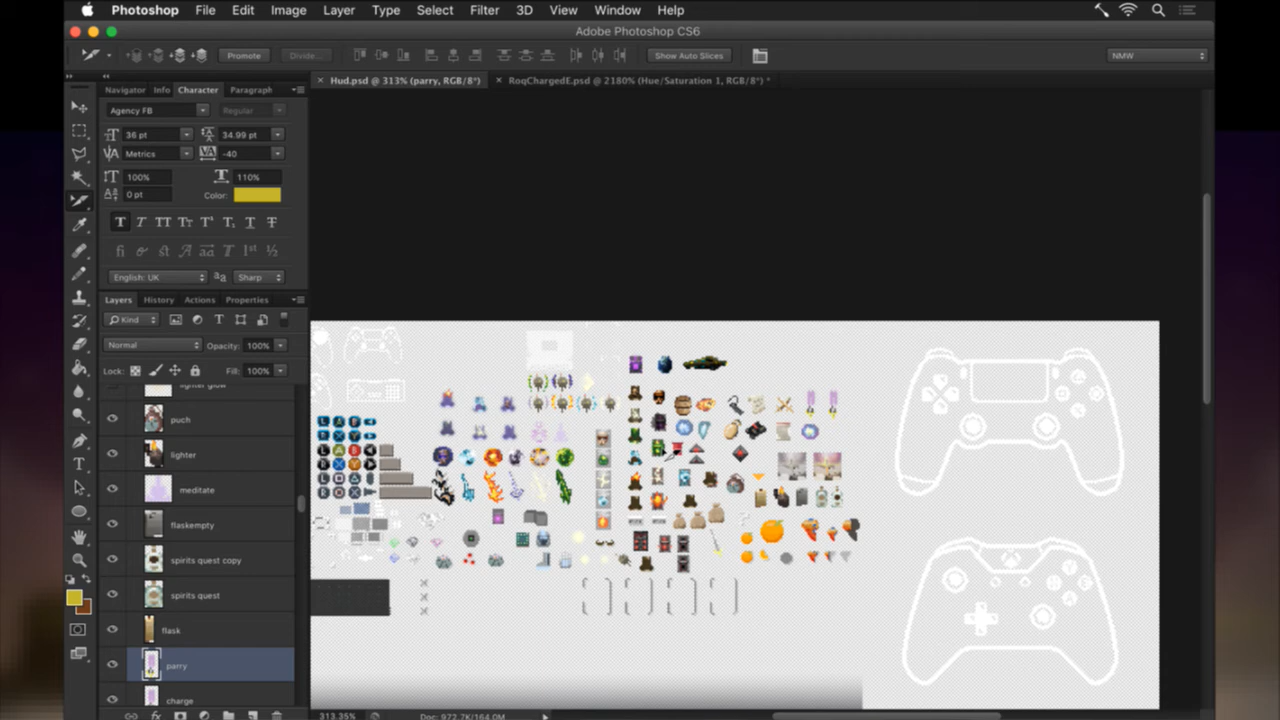 Photoshop File Edit Image Layer Type Select Filter 3D View Window Help
Adobe Photoshop CS6
Promote Divide... Show Auto Slices NMW
× Hud.psd @ 313% (parry, RGB/8*) × RoqChargedE.psd @ 2180% (Hue/Saturation 1, RGB/8*) *
Navigator Info Character Paragraph
Agency FB Regular
36 pt 34.99 pt
Metrics -40
100% 110%
0 pt Color:
English: UK Sharp
Layers History Actions Properties
Kind
Normal Opacity: 100%
Lock: Fill: 100%
lighter glow
puch
lighter
meditate
flaskempty
spirits quest copy
spirits quest
flask
parry
charge
313.35% Doc: 972.7K/164.0M